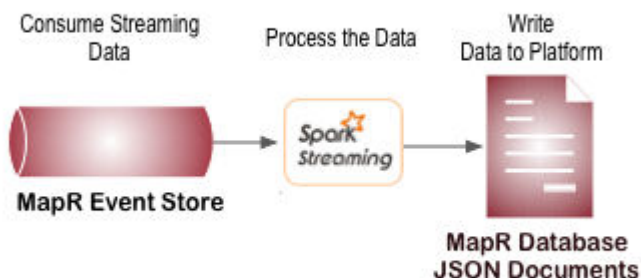 Consume Streaming
Data
Process the Data
Write
Data to Platform
Spark
Streaming
MapR Event Store
MapR Database
JSON Documents